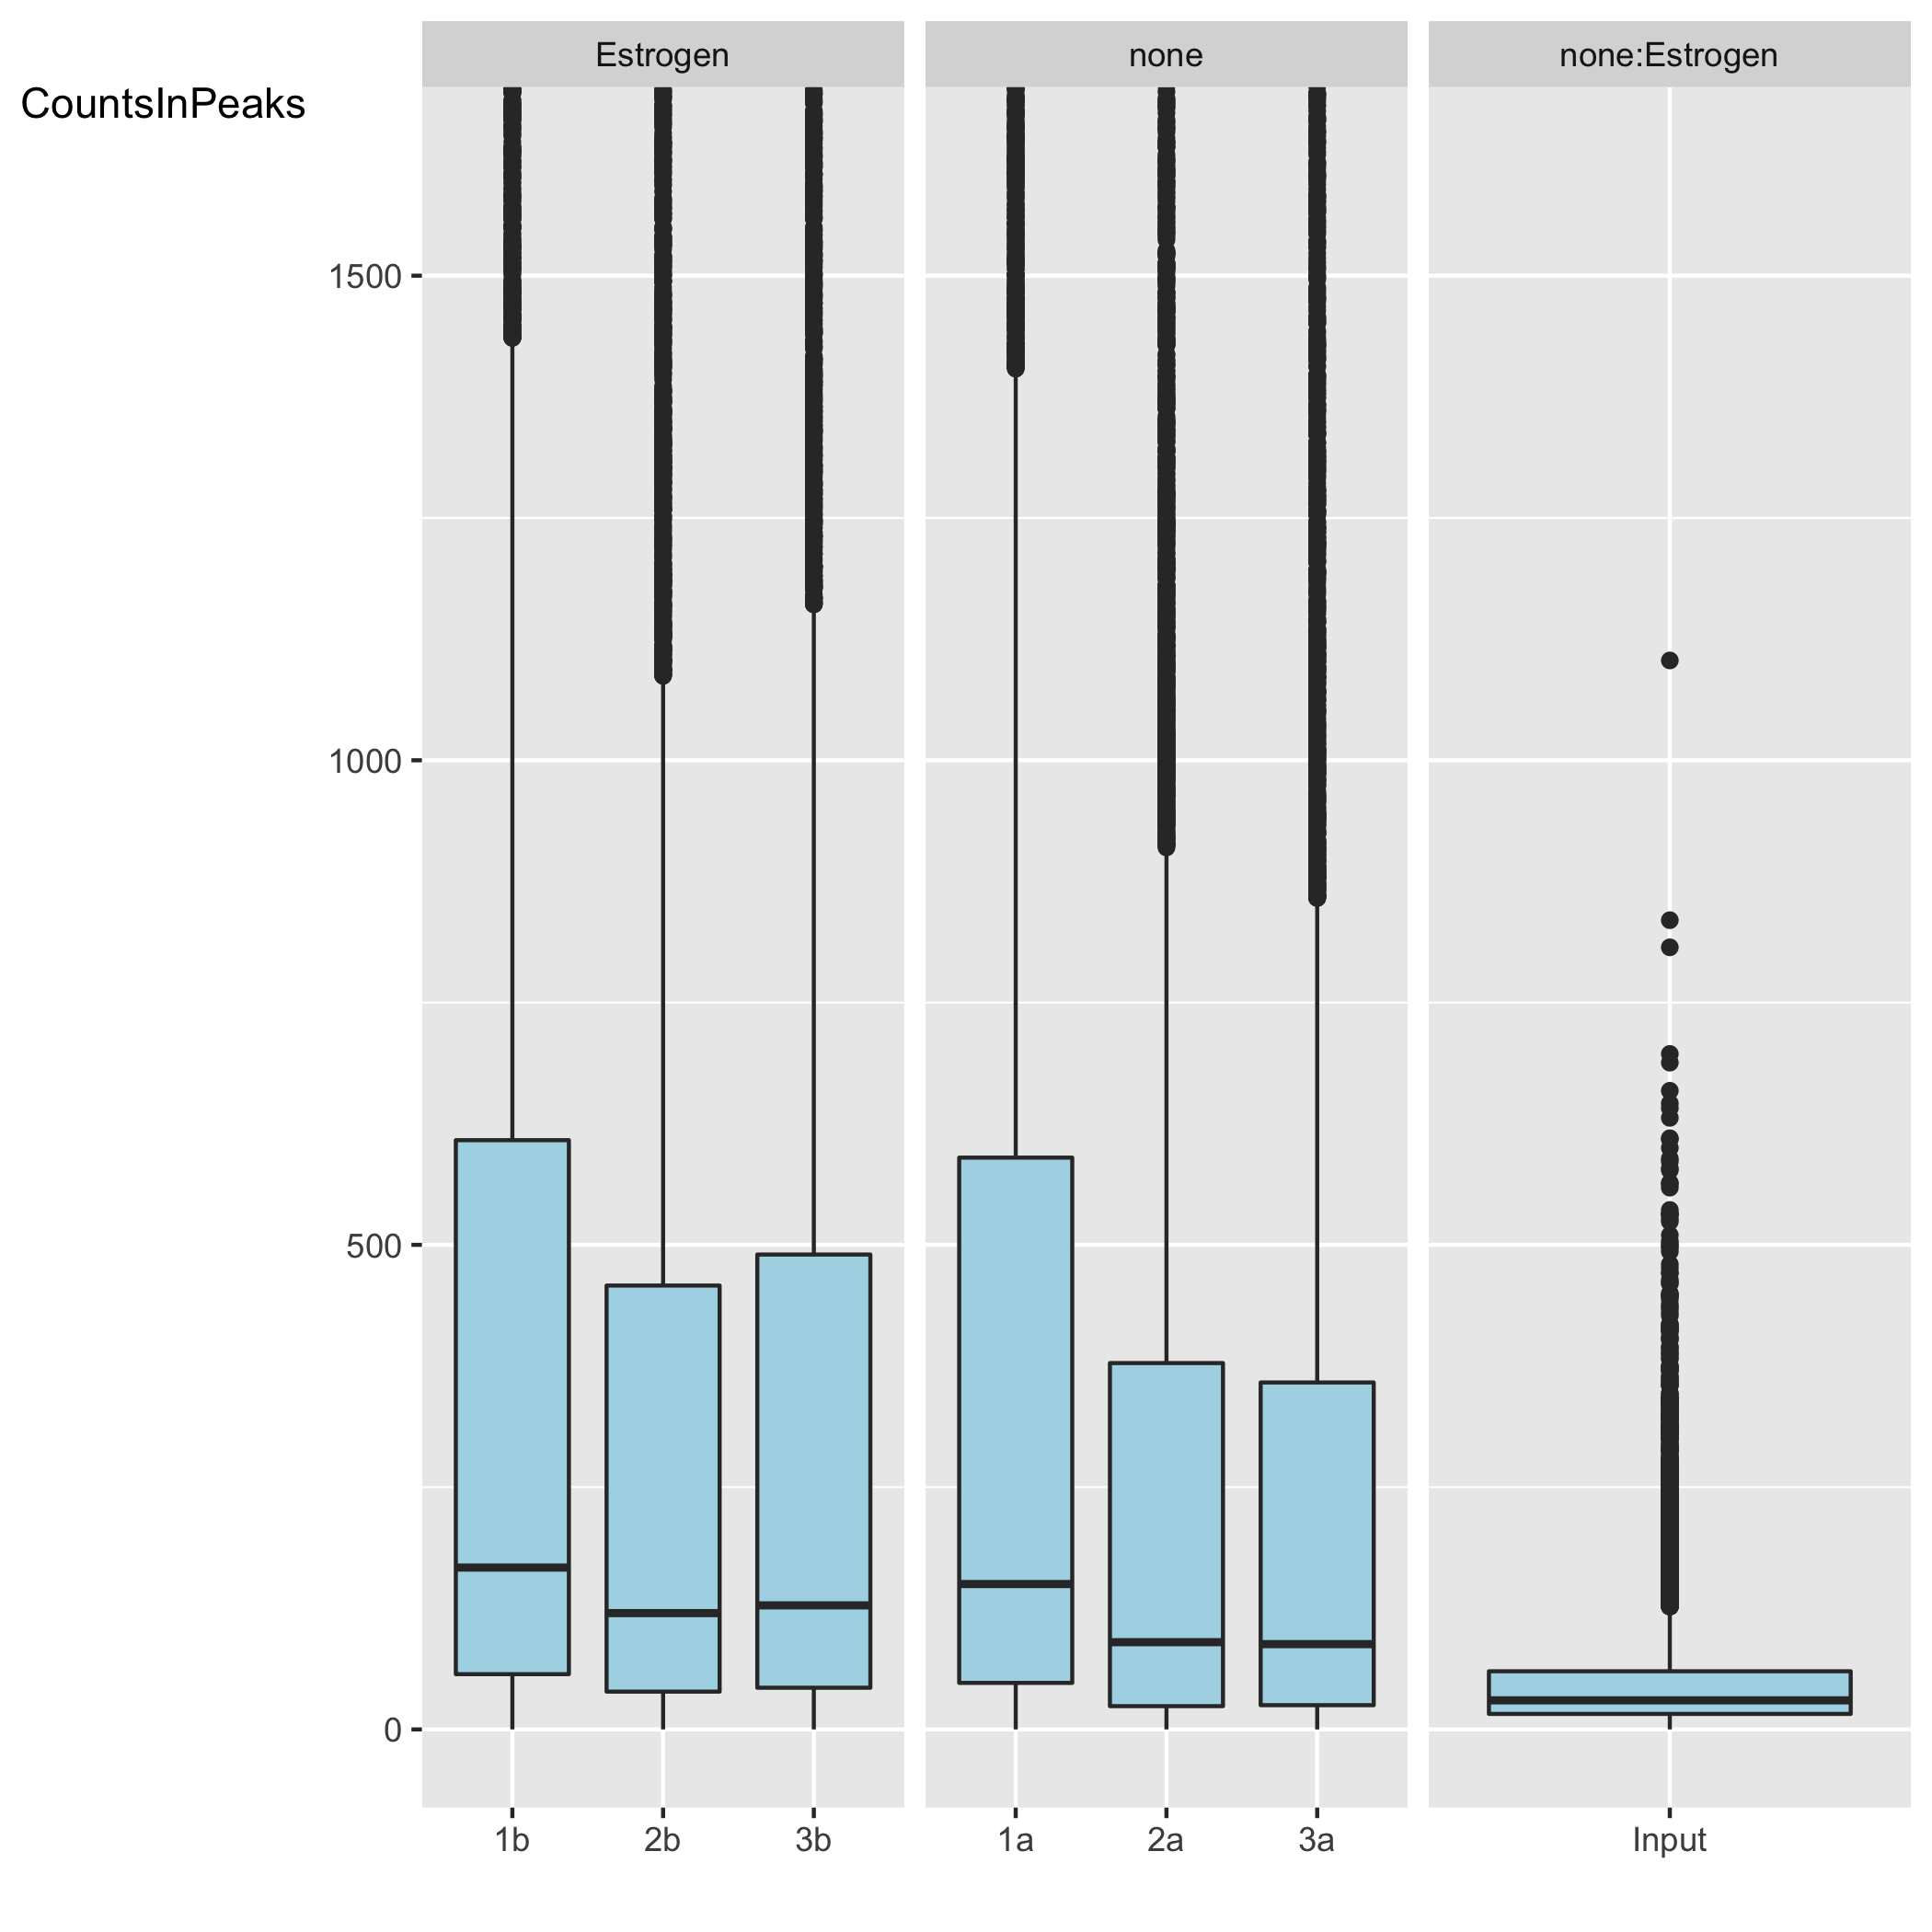 Estrogen none none:Estrogen
CountsInPeaks
1500
1000
500
0
1b 2b 3b 1a 2a 3a Input